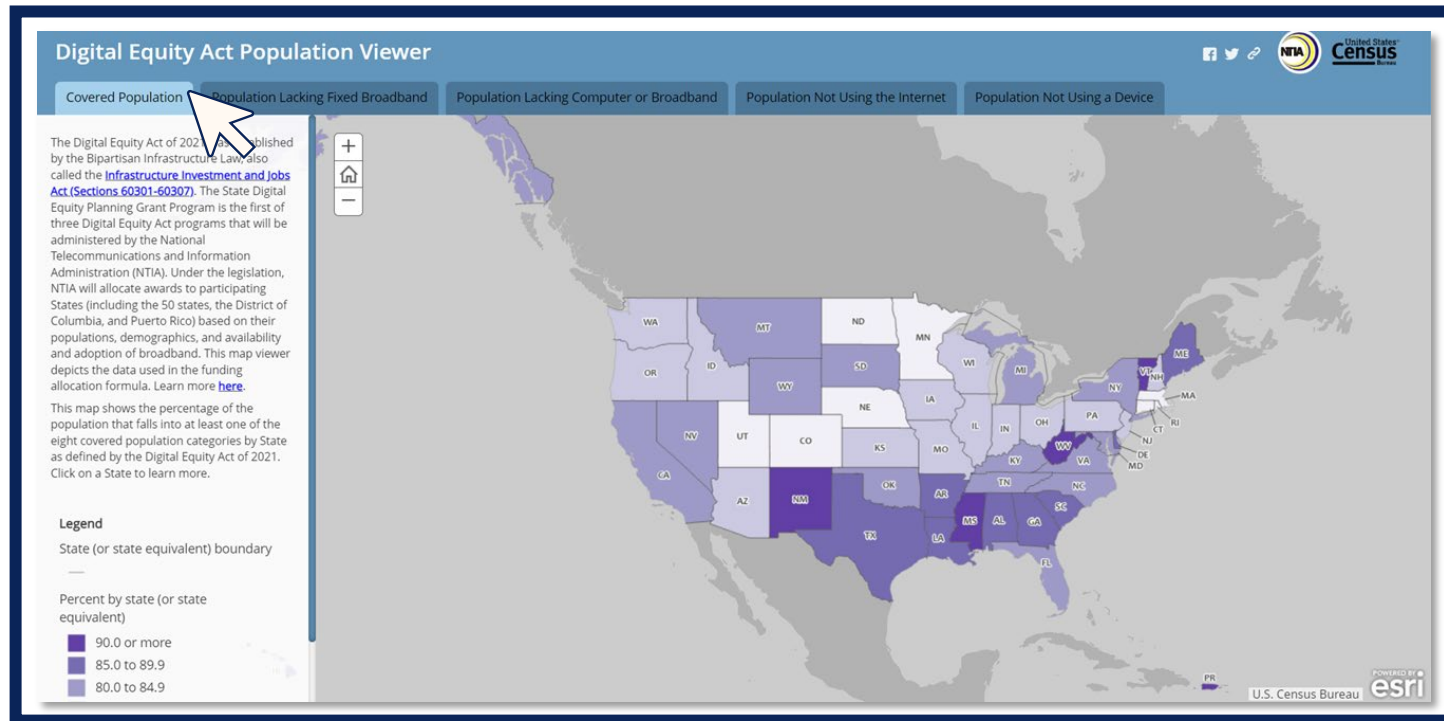 Digital Equity Act Population Viewer
NTIA
United States®
Census
Bureau
Covered Population
Population Lacking Fixed Broadband
Population Lacking Computer or Broadband
Population Not Using the Internet
Population Not Using a Device
The Digital Equity Act of 2021 established
by the Bipartisan Infrastructure Law, also
called the Infrastructure Investment and Jobs
Act (Sections 60301-60307). The State Digital
Equity Planning Grant Program is the first of
three Digital Equity Act programs that will be
administered by the National
Telecommunications and Information
Administration (NTIA). Under the legislation,
NTIA will allocate awards to participating
States (including the 50 states, the District of
Columbia, and Puerto Rico) based on their
populations, demographics, and availability
and adoption of broadband. This map viewer
depicts the data used in the funding
allocation formula. Learn more here.
This map shows the percentage of the
population that falls into at least one of the
eight covered population categories by State
as defined by the Digital Equity Act of 2021.
Click on a State to learn more.
Legend
State (or state equivalent) boundary
Percent by state (or state
equivalent)
90.0 or more
85.0 to 89.9
80.0 to 84.9
+
−
WA
MT
ND
MN
OR
ID
WY
SD
WI
MI
NY
VT
NH
ME
MA
RI
CT
NJ
DE
MD
NV
UT
CO
NE
IA
IL
IN
OH
PA
CA
AZ
NM
KS
MO
KY
WV
VA
OK
AR
TN
NC
SC
TX
LA
MS
AL
GA
FL
PR
U.S. Census Bureau
POWERED BY
esri